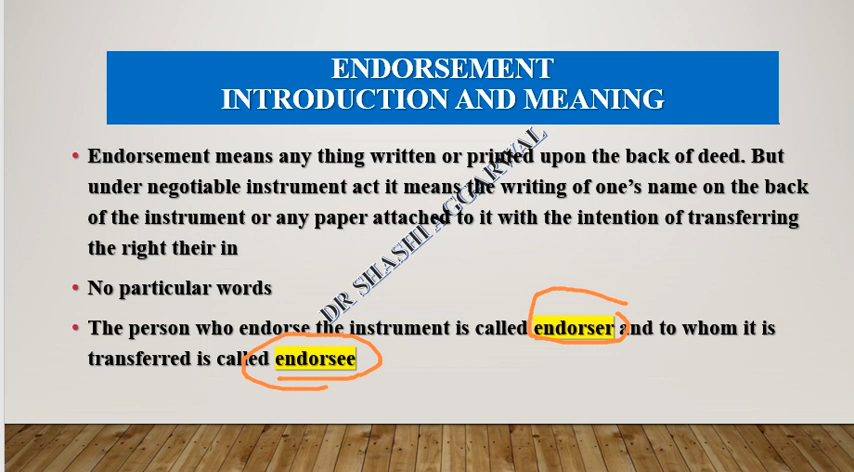 ENDORSEMENT
INTRODUCTION AND MEANING
• Endorsement means any thing written or printed upon the back of deed. But
under negotiable instrument act it means the writing of one’s name on the back
of the instrument or any paper attached to it with the intention of transferring
the right their in
• No particular words
• The person who endorse the instrument is called endorser and to whom it is
transferred is called endorsee
DR SHASHI AGGARWAL